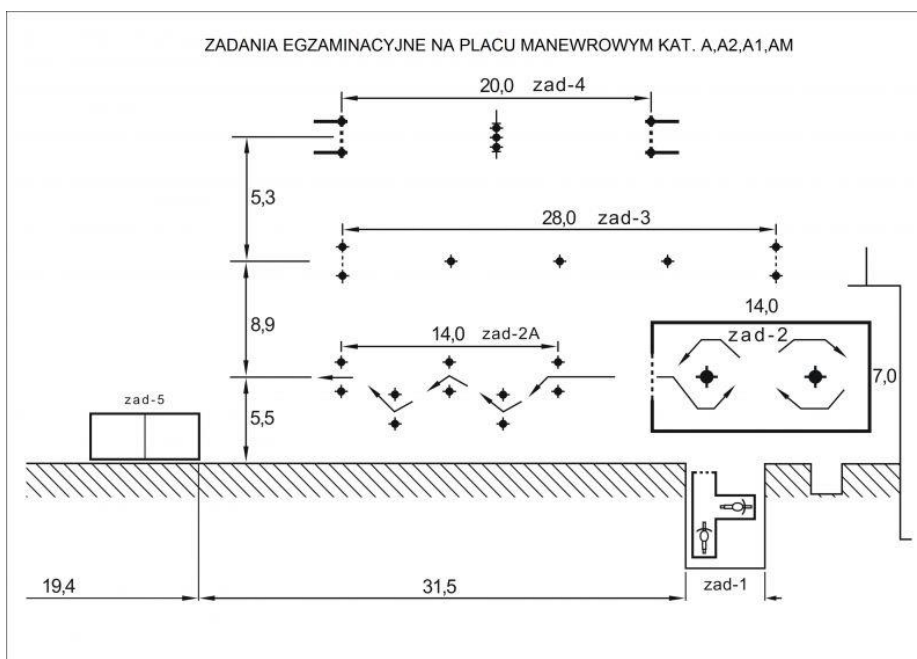 ZADANIA EGZAMINACYJNE NA PLACU MANEWROWYM KAT. A,A2,A1,AM
20,0 zad-4
5,3
28,0 zad-3
8,9
14,0
14,0 zad-2A
zad-2
7,0
zad-5
5,5
19,4
31,5
zad-1